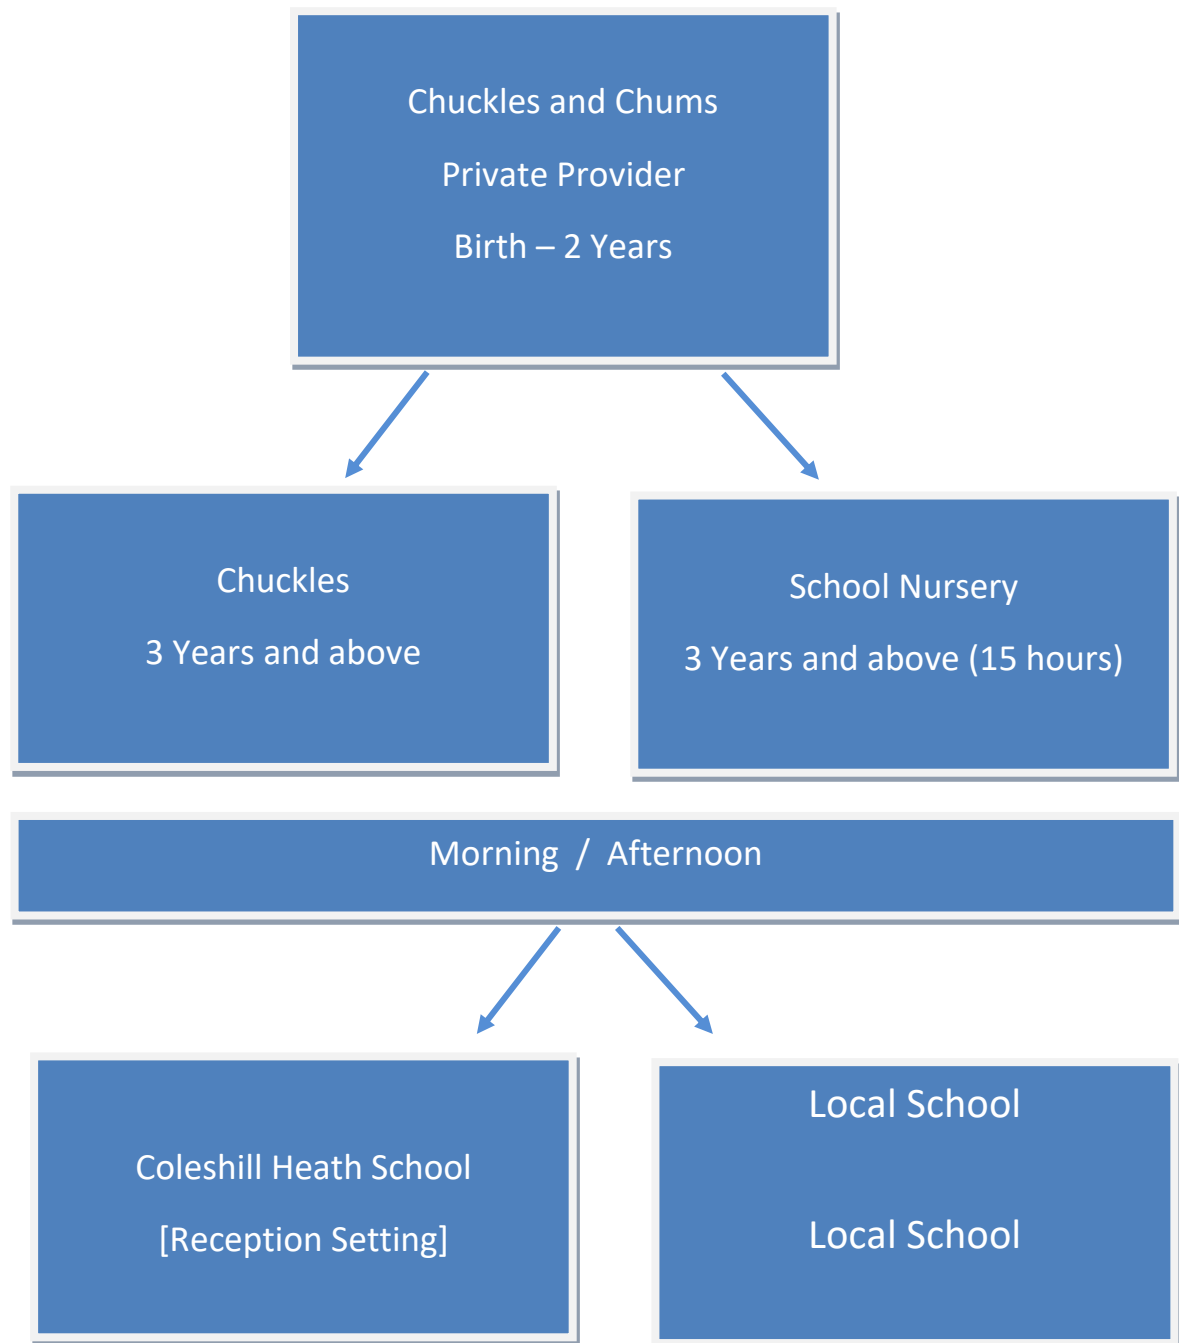 Chuckles and Chums
Private Provider
Birth – 2 Years
Chuckles
3 Years and above
School Nursery
3 Years and above (15 hours)
Morning / Afternoon
Coleshill Heath School
[Reception Setting]
Local School
Local School